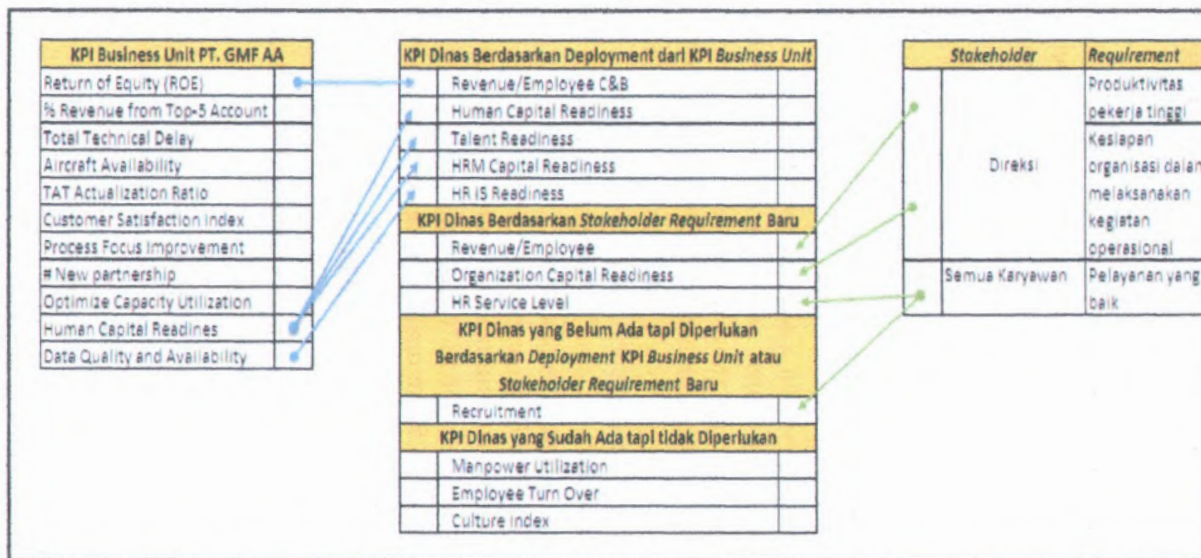 KPI Business Unit PT. GMF AA
Return of Equity (ROE)
% Revenue from Top-5 Account
Total Technical Delay
Aircraft Availability
TAT Actualization Ratio
Customer Satisfaction Index
Process Focus Improvement
# New partnership
Optimize Capacity Utilization
Human Capital Readines
Data Quality and Availability
KPI Dinas Berdasarkan Deployment dari KPI Business Unit
Revenue/Employee C&B
Human Capital Readiness
Talent Readiness
HRM Capital Readiness
HR IS Readiness
KPI Dinas Berdasarkan Stakeholder Requirement Baru
Revenue/Employee
Organization Capital Readiness
HR Service Level
KPI Dinas yang Belum Ada tapi Diperlukan
Berdasarkan Deployment KPI Business Unit atau
Stakeholder Requirement Baru
Recruitment
KPI Dinas yang Sudah Ada tapi tidak Diperlukan
Manpower Utilization
Employee Turn Over
Culture Index
Stakeholder Requirement
Direksi
Produktivitas
pekerja tinggi
Kesiapan
organisasi dalam
melaksanakan
kegiatan
operasional
Semua Karyawan
Pelayanan yang
baik